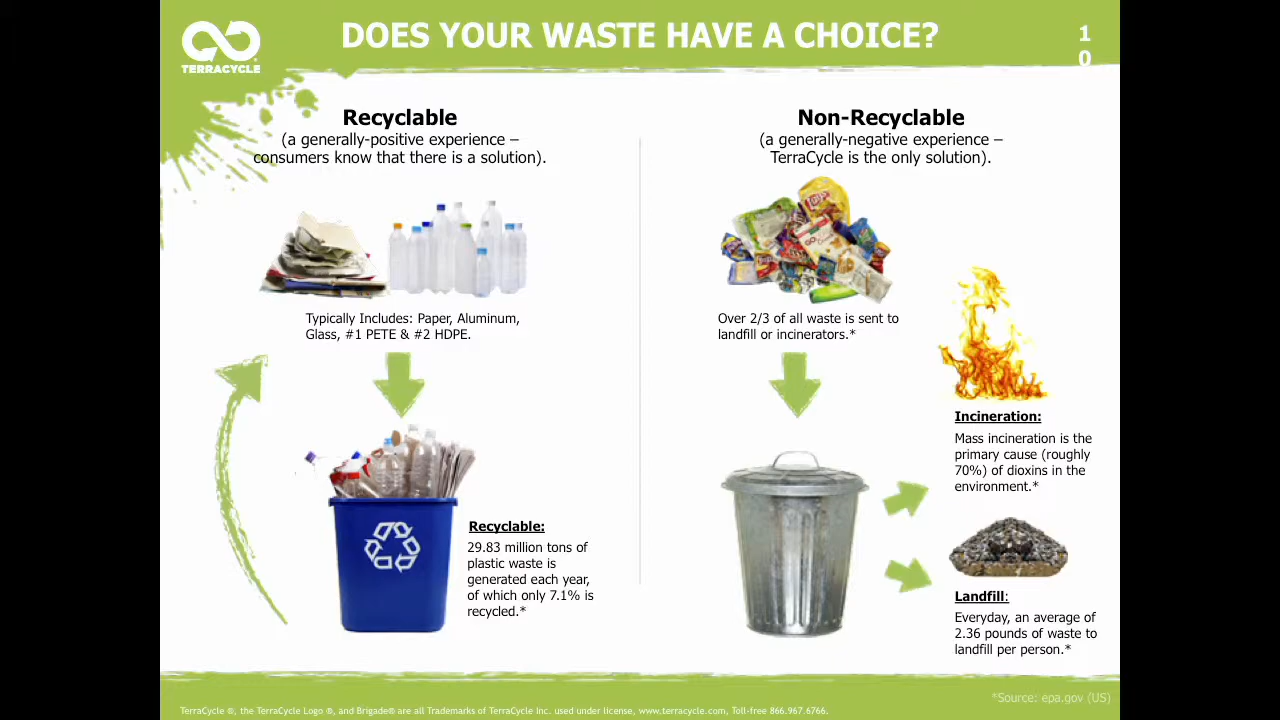 DOES YOUR WASTE HAVE A CHOICE?
1
0
TERRACYCLE
Recyclable
(a generally-positive experience –
consumers know that there is a solution).
Typically Includes: Paper, Aluminum,
Glass, #1 PETE & #2 HDPE.
Recyclable:
29.83 million tons of
plastic waste is
generated each year,
of which only 7.1% is
recycled.*
Non-Recyclable
(a generally-negative experience –
TerraCycle is the only solution).
Over 2/3 of all waste is sent to
landfill or incinerators.*
Incineration:
Mass incineration is the
primary cause (roughly
70%) of dioxins in the
environment.*
Landfill:
Everyday, an average of
2.36 pounds of waste to
landfill per person.*
*Source: epa.gov (US)
TerraCycle ®, the TerraCycle Logo ®, and Brigade® are all Trademarks of TerraCycle Inc. used under license, www.terracycle.com, Toll-free 866.967.6766.